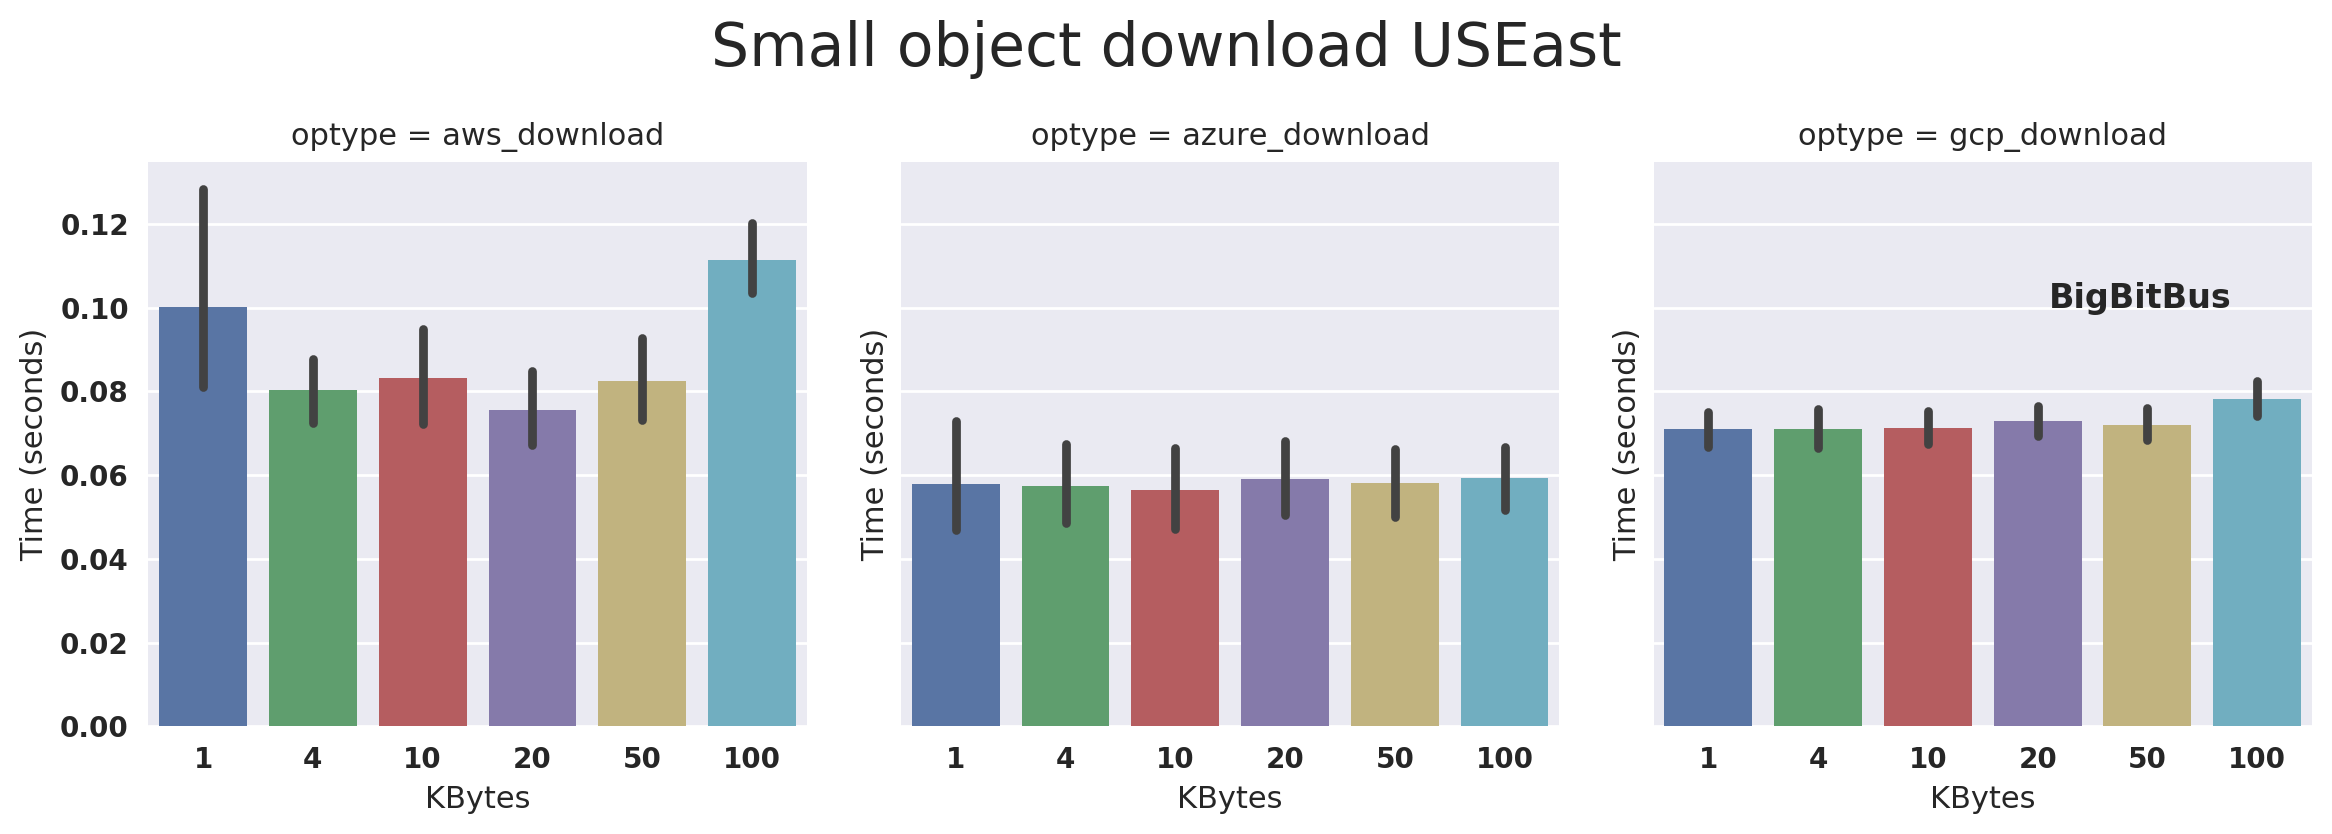 Small object download USEast
optype = aws_download
optype = azure_download
optype = gcp_download
Time (seconds)
0.12
0.10
0.08
0.06
0.04
0.02
0.00
1 4 10 20 50 100
KBytes
Time (seconds)
1 4 10 20 50 100
KBytes
Time (seconds)
BigBitBus
1 4 10 20 50 100
KBytes